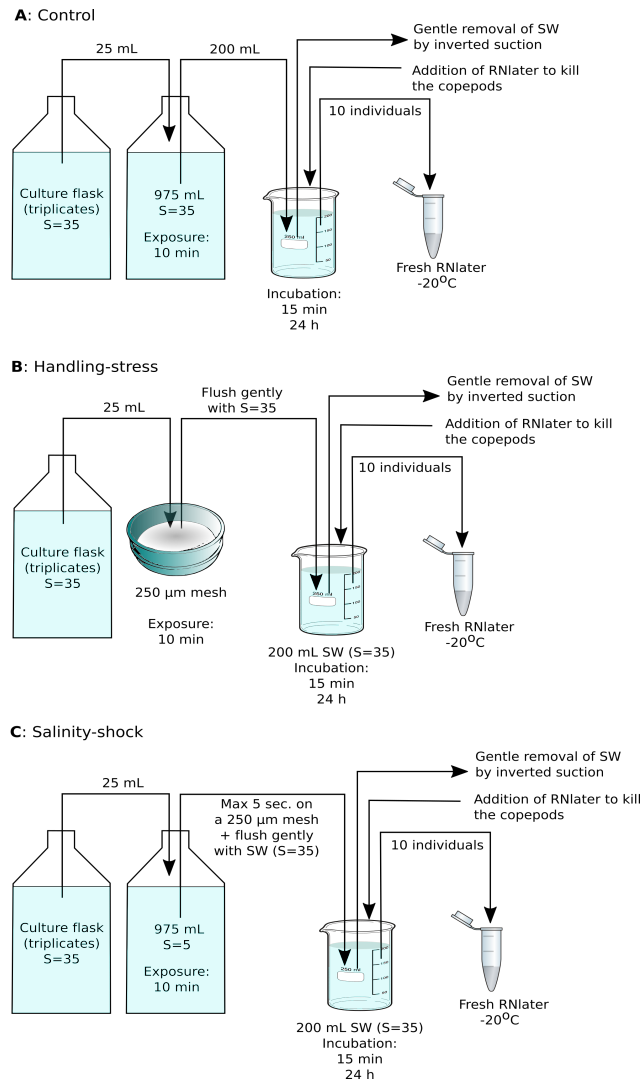 A: Control
25 mL
200 mL
Gentle removal of SW
by inverted suction
Addition of RNlater to kill
the copepods
10 individuals
Culture flask
(triplicates)
S=35
975 mL
S=35
Exposure:
10 min
250 ml
Incubation:
15 min
24 h
Fresh RNlater
-20°C
B: Handling-stress
25 mL
Flush gently
with S=35
Gentle removal of SW
by inverted suction
Addition of RNlater to kill
the copepods
10 individuals
Culture flask
(triplicates)
S=35
250 µm mesh
Exposure:
10 min
250 ml
200 mL SW (S=35)
Incubation:
15 min
24 h
Fresh RNlater
-20°C
C: Salinity-shock
25 mL
Max 5 sec. on
a 250 µm mesh
+ flush gently
with SW (S=35)
Gentle removal of SW
by inverted suction
Addition of RNlater to kill
the copepods
10 individuals
Culture flask
(triplicates)
S=35
975 mL
S=5
Exposure:
10 min
250 ml
200 mL SW (S=35)
Incubation:
15 min
24 h
Fresh RNlater
-20°C